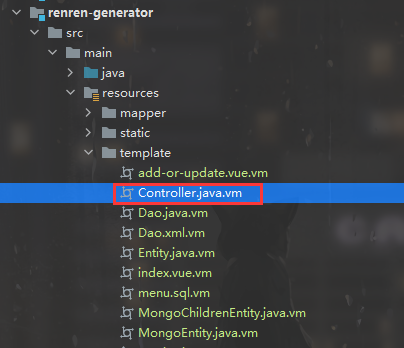 renren-generator
src
main
java
resources
mapper
static
template
add-or-update.vue.vm
Controller.java.vm
Dao.java.vm
Dao.xml.vm
Entity.java.vm
index.vue.vm
menu.sql.vm
MongoChildrenEntity.java.vm
MongoEntity.java.vm